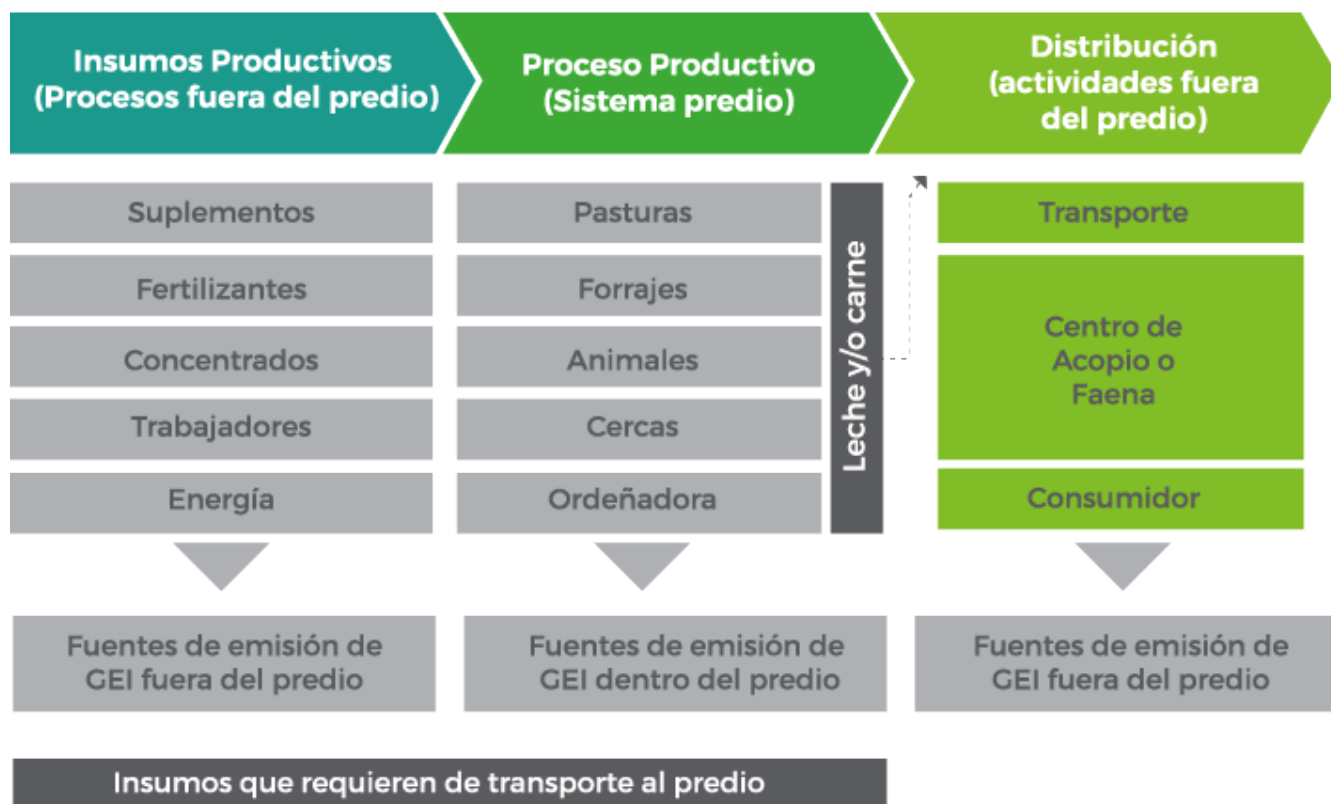 Insumos Productivos
(Procesos fuera del predio)
Proceso Productivo
(Sistema predio)
Distribución
(actividades fuera
del predio)
Suplementos
Fertilizantes
Concentrados
Trabajadores
Energía
Pasturas
Forrajes
Animales
Cercas
Ordeñadora
Leche y/o carne
Transporte
Centro de
Acopio o
Faena
Consumidor
Fuentes de emisión de
GEI fuera del predio
Fuentes de emisión de
GEI dentro del predio
Fuentes de emisión de
GEI fuera del predio
Insumos que requieren de transporte al predio